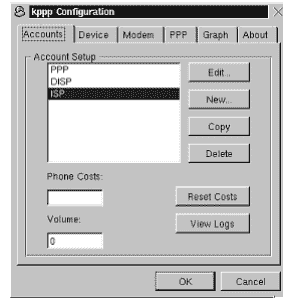 kppp Configuration
Accounts Device Modem PPP Graph About
Account Setup
PPP
DISP
ISP
Edit...
New...
Copy
Delete
Phone Costs:
Reset Costs
Volume:
View Logs
0
OK Cancel